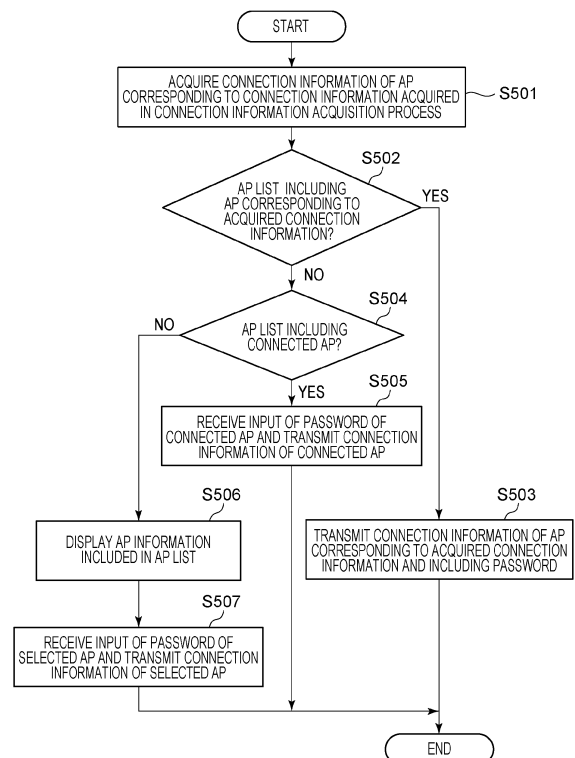 START
ACQUIRE CONNECTION INFORMATION OF AP
CORRESPONDING TO CONNECTION INFORMATION ACQUIRED
IN CONNECTION INFORMATION ACQUISITION PROCESS
S501
S502
AP LIST INCLUDING
AP CORRESPONDING TO
ACQUIRED CONNECTION
INFORMATION?
YES
NO
S504
AP LIST INCLUDING
CONNECTED AP?
NO
YES
S505
RECEIVE INPUT OF PASSWORD OF
CONNECTED AP AND TRANSMIT CONNECTION
INFORMATION OF CONNECTED AP
S506
DISPLAY AP INFORMATION
INCLUDED IN AP LIST
S503
TRANSMIT CONNECTION INFORMATION OF AP
CORRESPONDING TO ACQUIRED CONNECTION
INFORMATION AND INCLUDING PASSWORD
S507
RECEIVE INPUT OF PASSWORD OF
SELECTED AP AND TRANSMIT CONNECTION
INFORMATION OF SELECTED AP
END